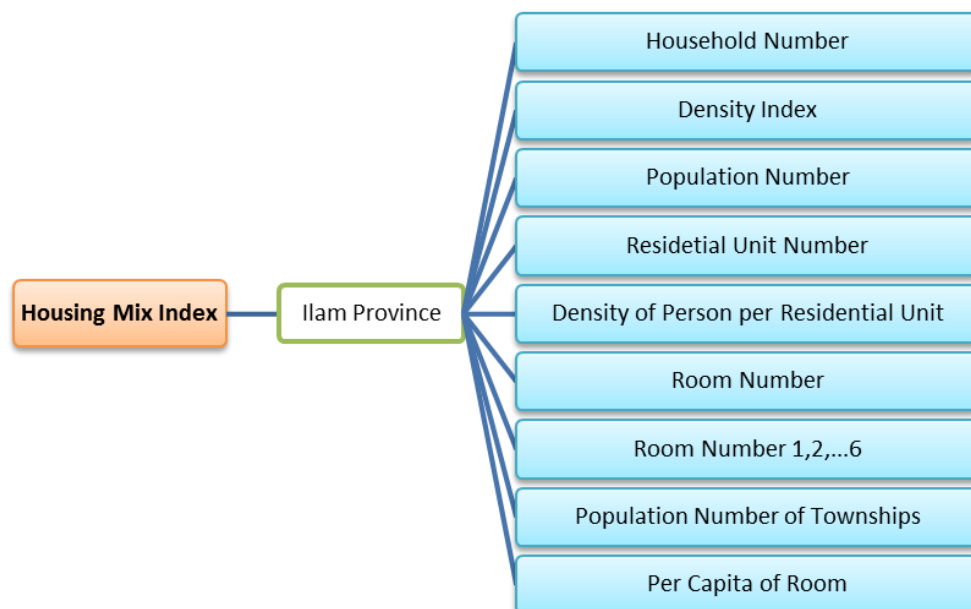 Household Number
Density Index
Population Number
Residetial Unit Number
Housing Mix Index
Ilam Province
Density of Person per Residential Unit
Room Number
Room Number 1,2,...6
Population Number of Townships
Per Capita of Room